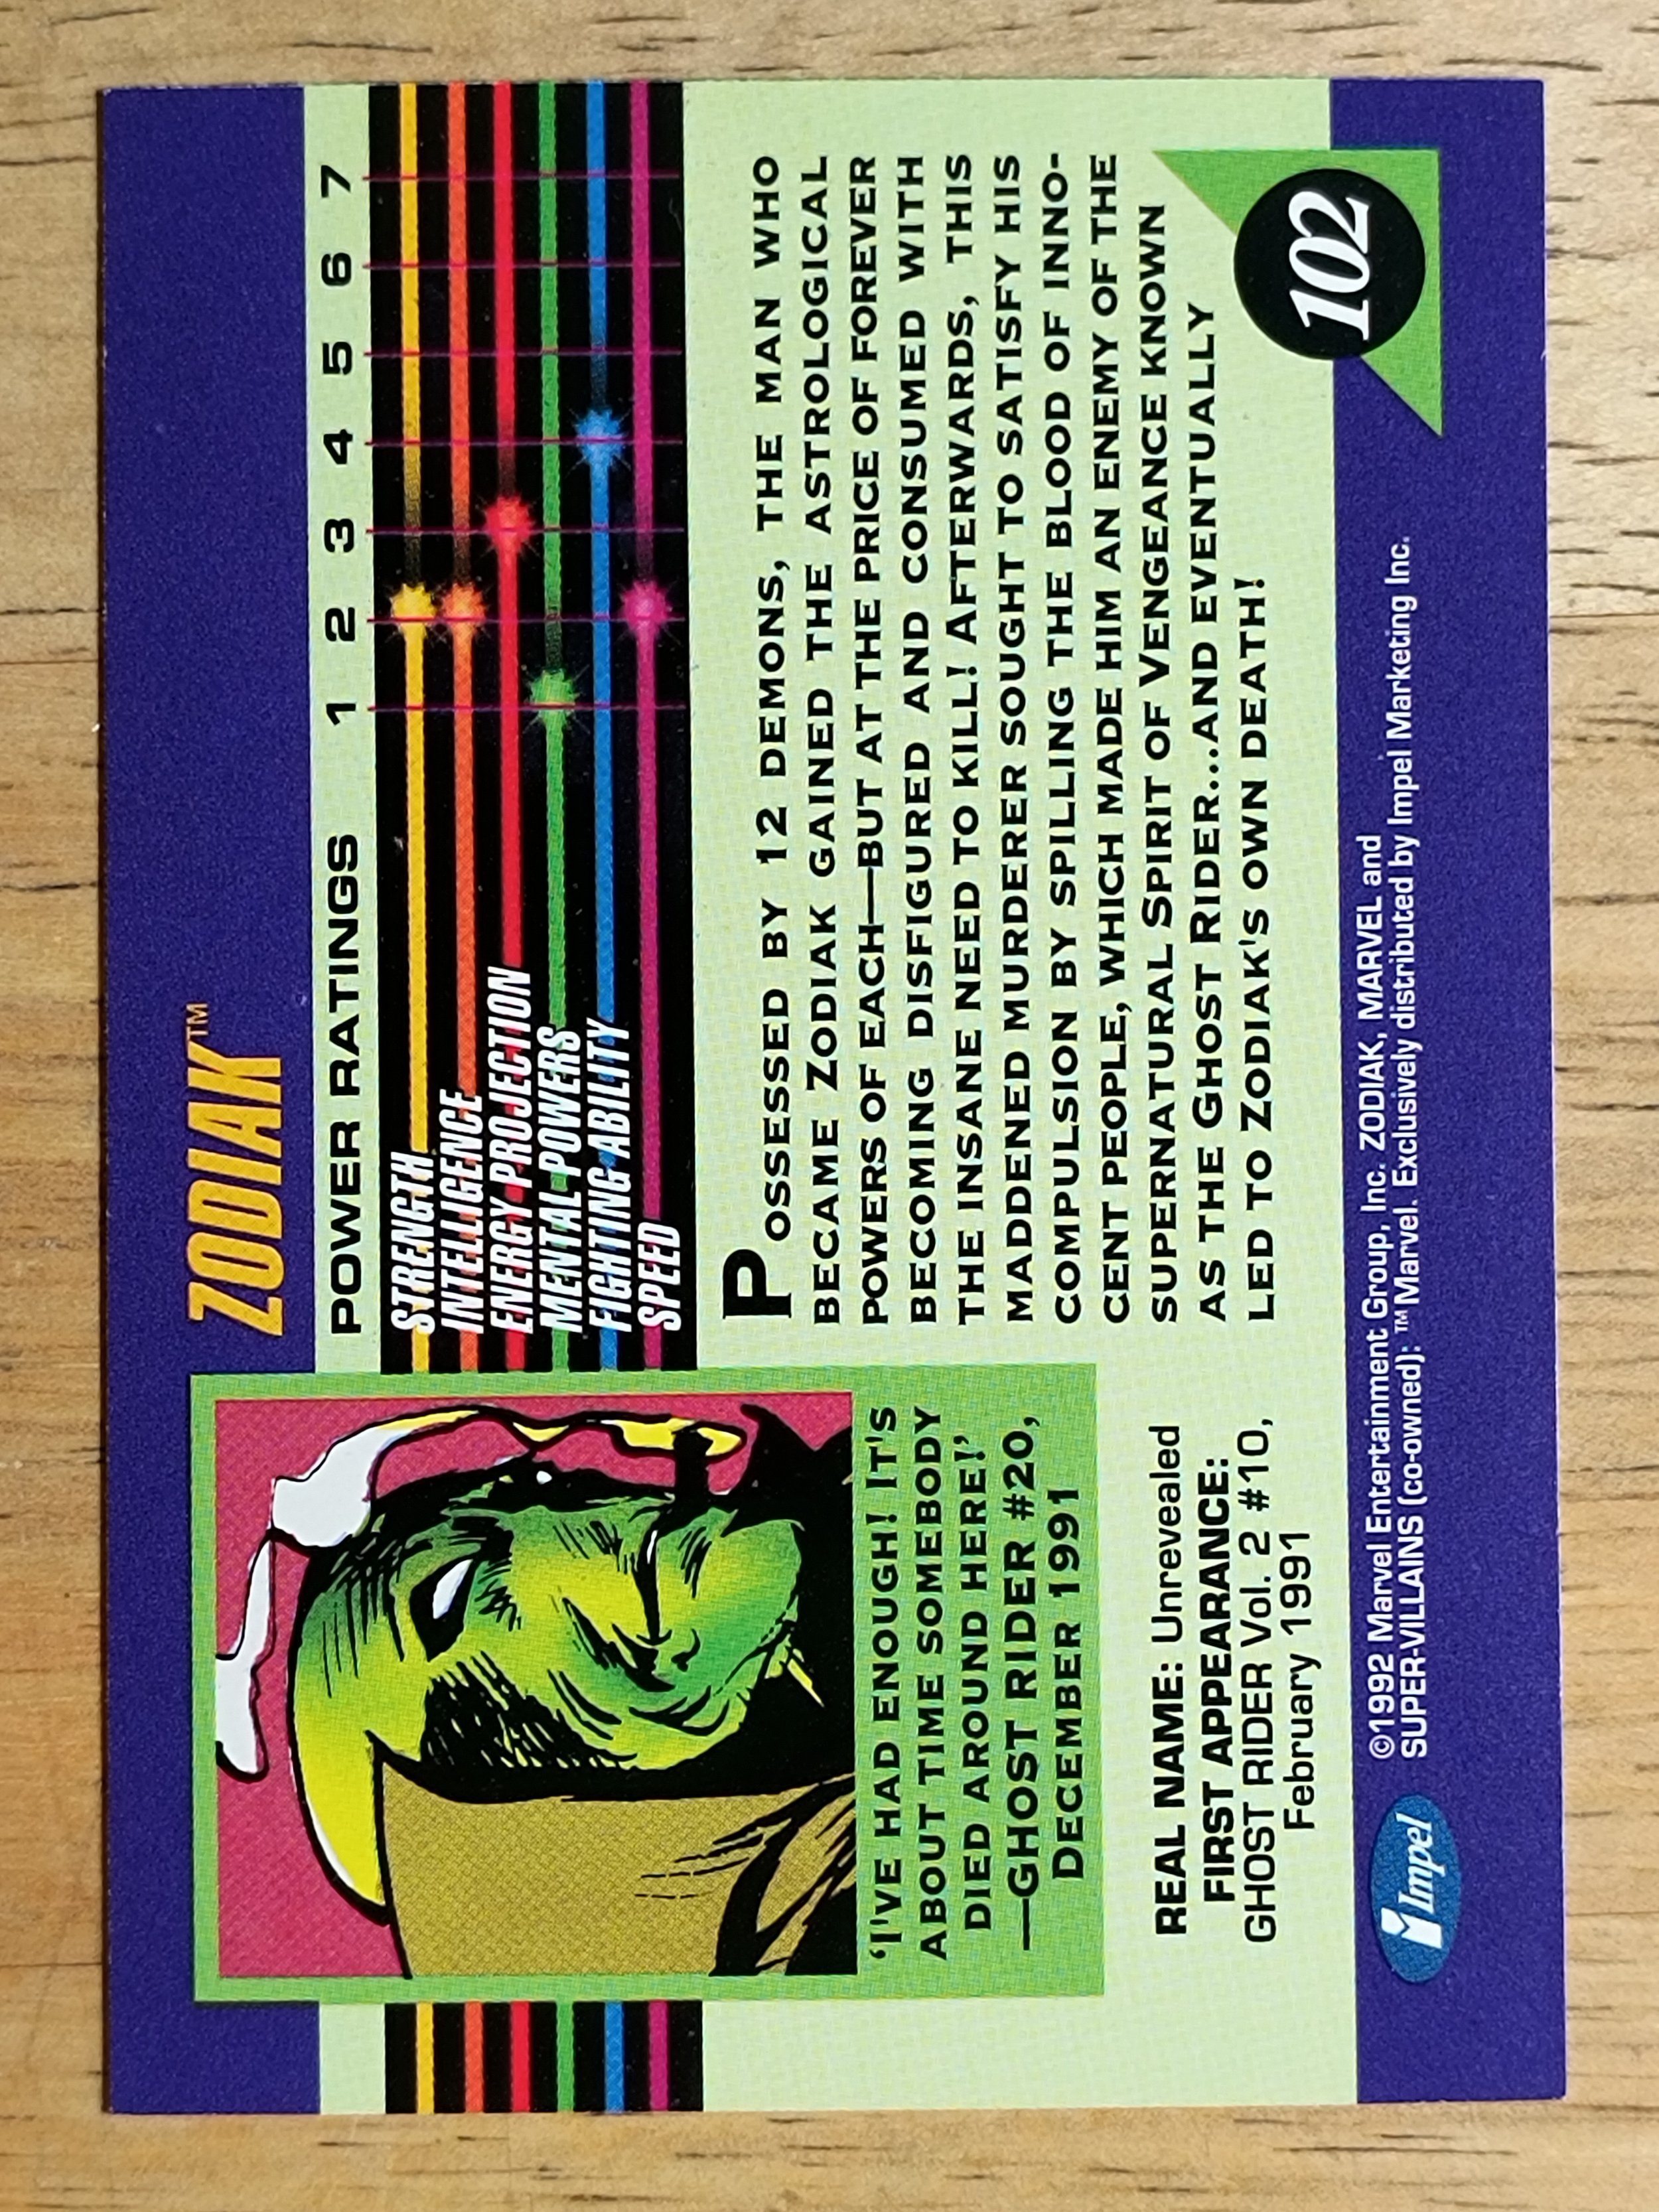 ZODIAK™
POWER RATINGS 1 2 3 4 5 6 7
STRENGTH
INTELLIGENCE
ENERGY PROJECTION
MENTAL POWERS
FIGHTING ABILITY
SPEED
'I'VE HAD ENOUGH! IT'S
ABOUT TIME SOMEBODY
DIED AROUND HERE!'
—GHOST RIDER #20,
DECEMBER 1991
REAL NAME: Unrevealed
FIRST APPEARANCE:
GHOST RIDER Vol. 2 #10,
February 1991
POSSESSED BY 12 DEMONS, THE MAN WHO
BECAME ZODIAK GAINED THE ASTROLOGICAL
POWERS OF EACH—BUT AT THE PRICE OF FOREVER
BECOMING DISFIGURED AND CONSUMED WITH
THE INSANE NEED TO KILL! AFTERWARDS, THIS
MADDENED MURDERER SOUGHT TO SATISFY HIS
COMPULSION BY SPILLING THE BLOOD OF INNO-
CENT PEOPLE, WHICH MADE HIM AN ENEMY OF THE
SUPERNATURAL SPIRIT OF VENGEANCE KNOWN
AS THE GHOST RIDER...AND EVENTUALLY
LED TO ZODIAK'S OWN DEATH!
102
Impel
©1992 Marvel Entertainment Group, Inc. ZODIAK, MARVEL and
SUPER-VILLAINS (co-owned): ™Marvel. Exclusively distributed by Impel Marketing Inc.